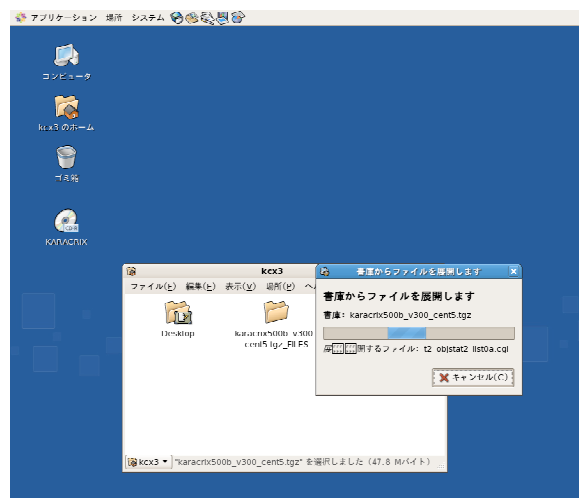 アプリケーション 場所 システム
コンピュータ
kcx3 のホーム
ゴミ箱
KARACRIX
kcx3
ファイル(F) 編集(E) 表示(V) 場所(P)
Desktop
karacrix500b_v300_
cent5.tgz_FILES
書庫からファイルを展開します
書庫からファイルを展開します
書庫： karacrix500b_v300_cent5.tgz
展開するファイル： t2_objstat2_list0a.cgi
キャンセル(C)
kcx3 "karacrix500b_v300_cent5.tgz" を選択しました (47.8 Mバイト)